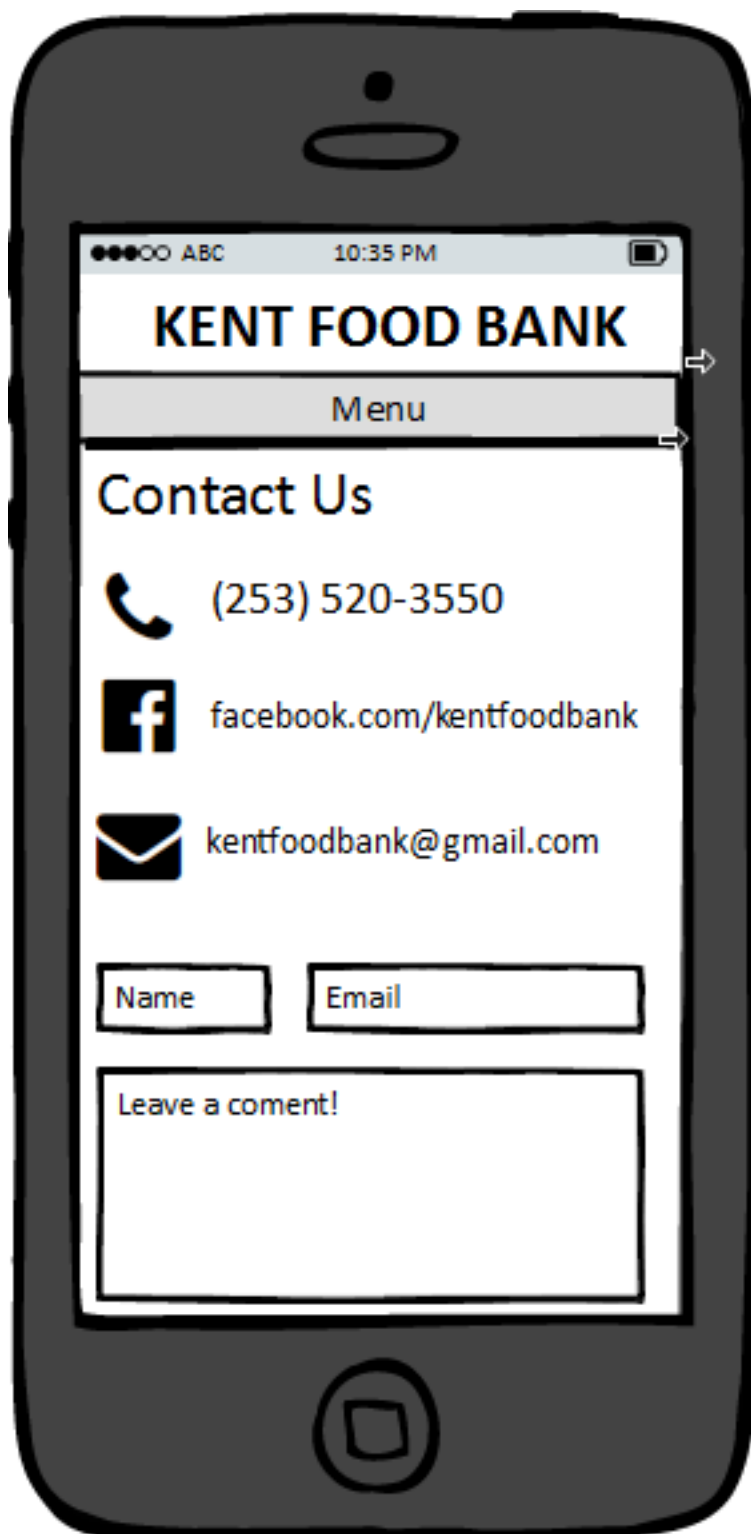 ABC 10:35 PM
KENT FOOD BANK
Menu
Contact Us
(253) 520-3550
facebook.com/kentfoodbank
kentfoodbank@gmail.com
Name Email
Leave a coment!